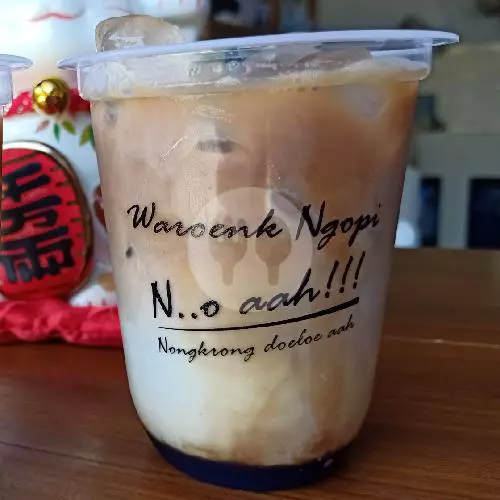 Waroenk Ngopi
N..o aah!!!
Nongkrong doeloe aah